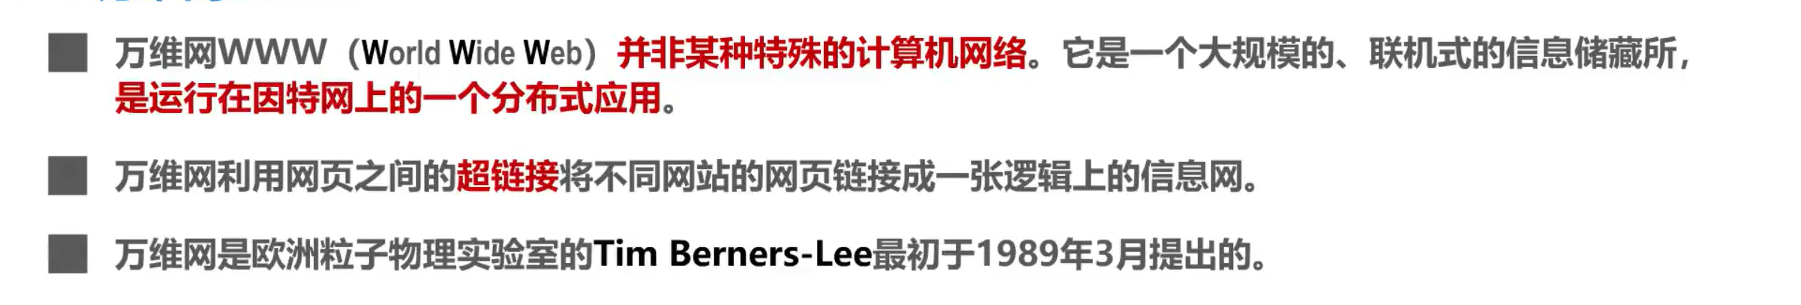 万维网WWW（World Wide Web）并非某种特殊的计算机网络。它是一个大规模的、联机式的信息储藏所，
是运行在因特网上的一个分布式应用。
万维网利用网页之间的超链接将不同网站的网页链接成一张逻辑上的信息网。
万维网是欧洲粒子物理实验室的Tim Berners-Lee最初于1989年3月提出的。